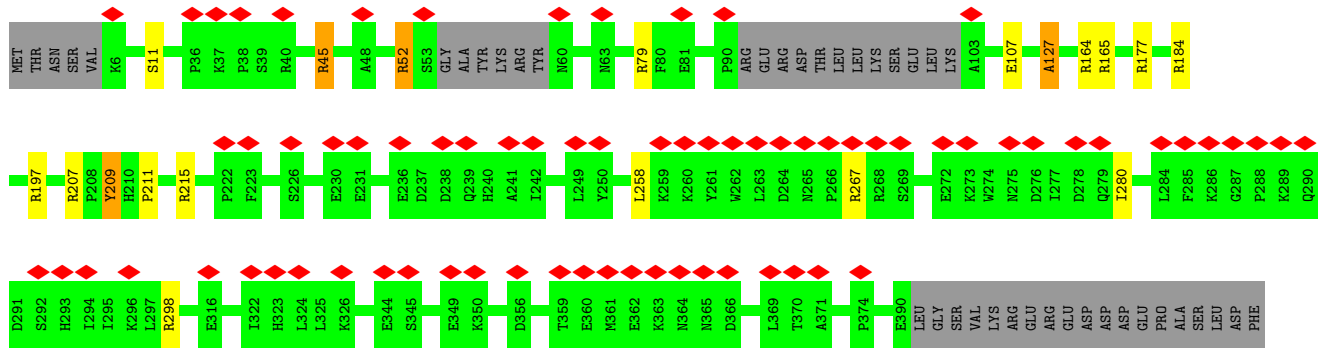 MET THR ASN SER VAL K6 S11 P36 K37 P38 S39 R40 R45 A48 R52 S53 GLY ALA TYR LYS ARG TYR N60 N63 R79 F80 E81 P90 ARG GLU ARG ASP THR LEU LEU LYS SER GLU LEU LYS A103 E107 A127 R164 R165 R177 R184
R197 R207 P208 Y209 H210 P211 R215 P222 F223 S226 E230 E231 E236 D237 D238 Q239 H240 A241 I242 L249 Y250 L258 K259 K260 Y261 W262 L263 D264 N265 P266 R267 R268 S269 E272 K273 W274 N275 D276 I277 D278 Q279 I280 L284 F285 K286 G287 P288 K289 Q290
D291 S292 H293 I294 I295 K296 L297 R298 E316 I322 H323 L324 L325 K326 E344 S345 E349 K350 D356 T359 E360 M361 E362 K363 N364 N365 D366 L369 T370 A371 P374 E390 LEU GLY SER VAL LYS ARG GLU ARG GLU ASP ASP ASP GLU PRO ALA SER LEU ASP PHE